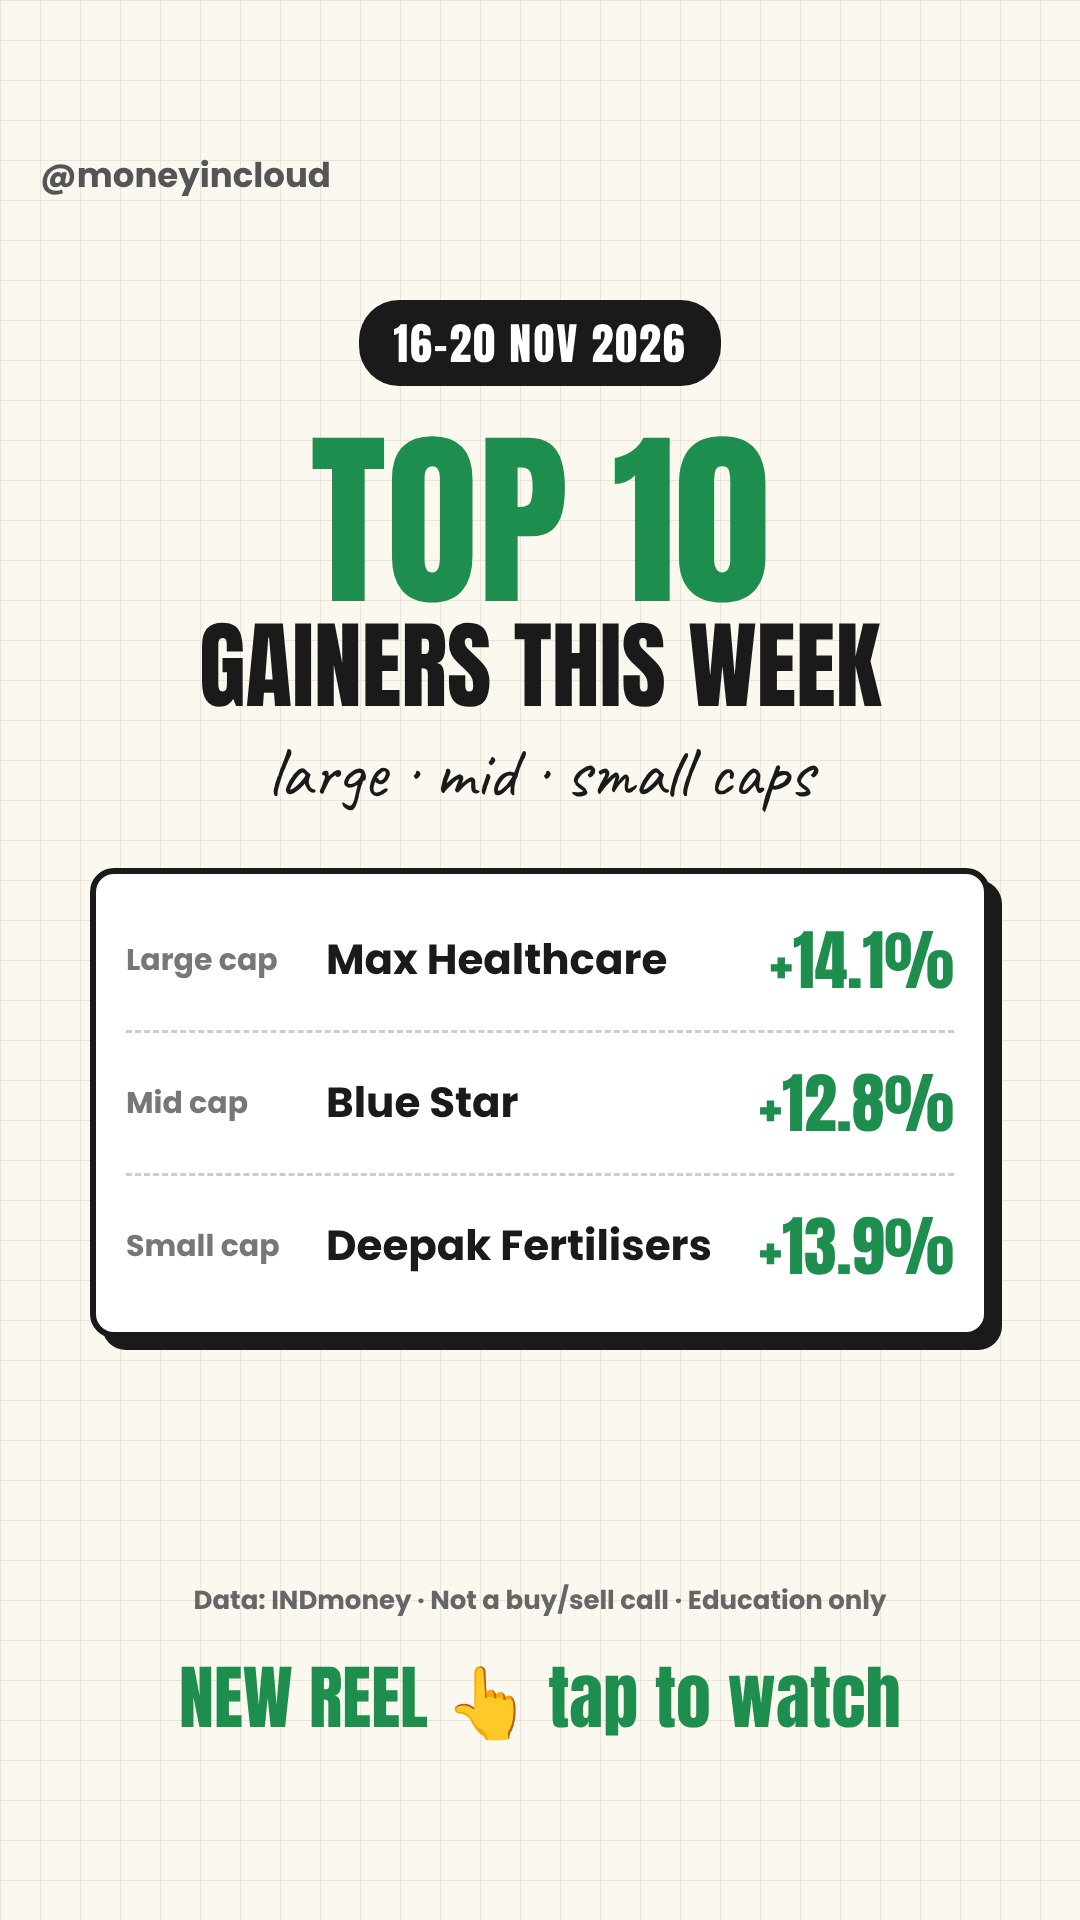 @moneyincloud
16-20 NOV 2026
TOP 10
GAINERS THIS WEEK
large · mid · small caps
Large cap Max Healthcare +14.1%
Mid cap Blue Star +12.8%
Small cap Deepak Fertilisers +13.9%
Data: INDmoney · Not a buy/sell call · Education only
NEW REEL 👆 tap to watch